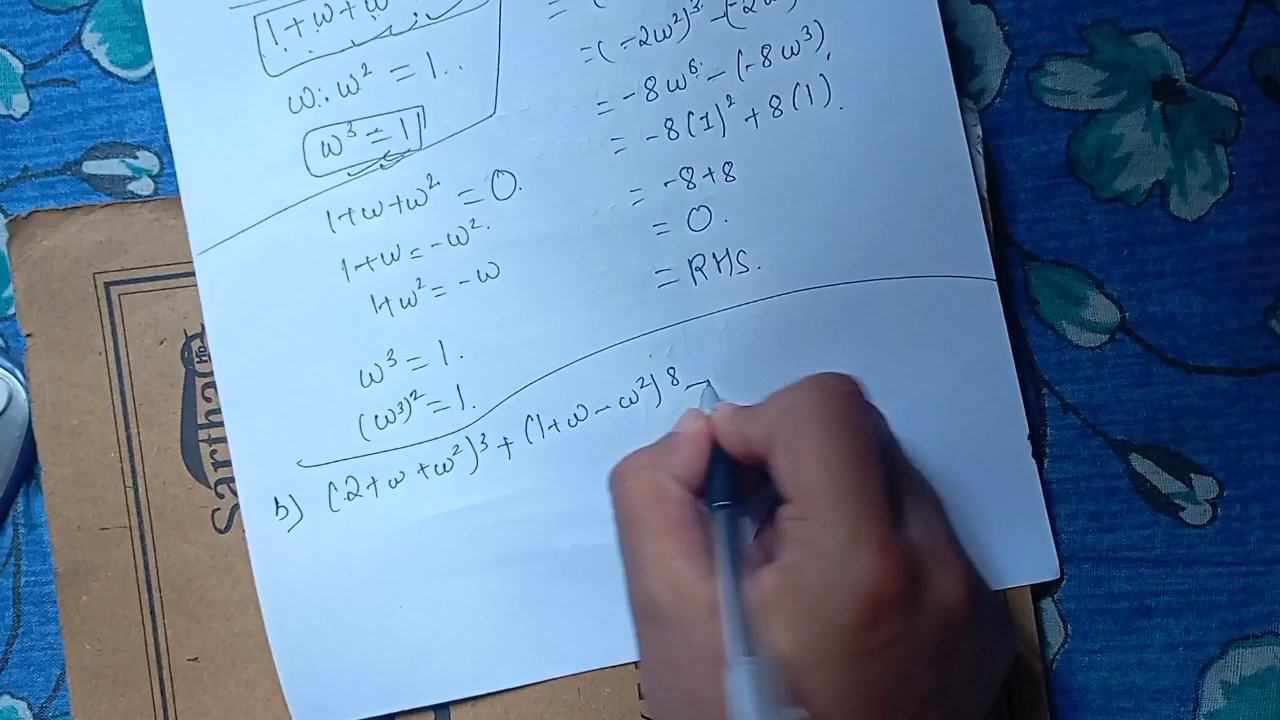 1+ω+ω
ω·ω² = 1..
ω³ = 1
1+ω+ω² = 0.
1+ω = -ω².
1+ω² = -ω
ω³ = 1.
(ω³)² = 1.
= (
= (-2ω²)³ - (-2
= -8ω⁶ - (-8ω³)
= -8(1)² + 8(1).
= -8+8
= 0.
= RHS.
b) (2+ω+ω²)³ + (1+ω-ω²)⁸ -
Sartha